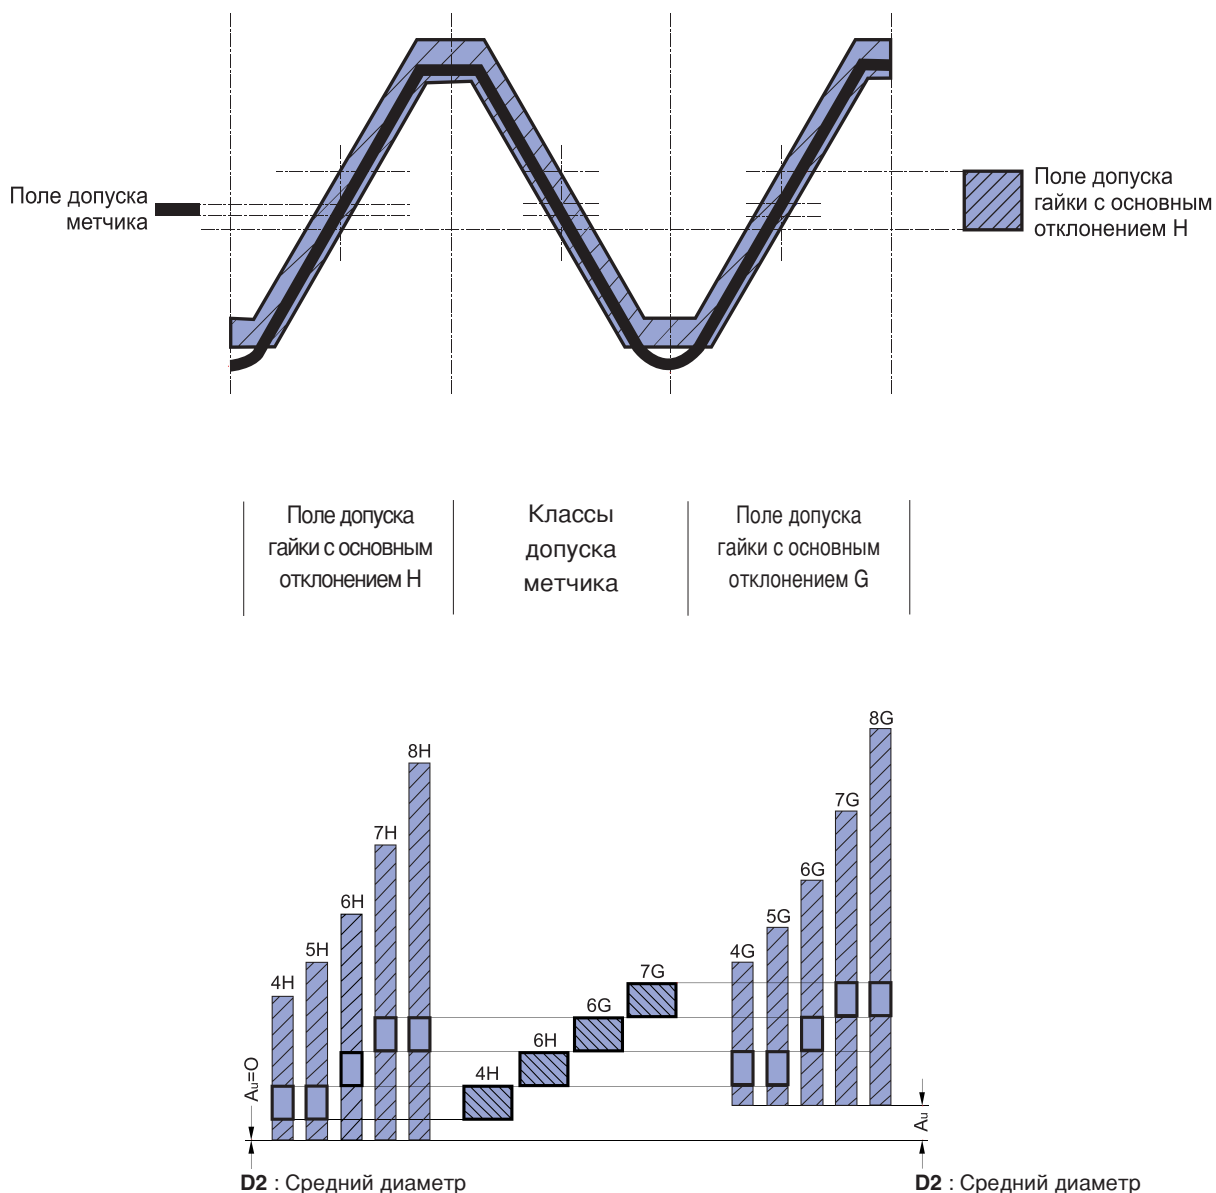 Поле допуска
метчика
Поле допуска
гайки с основным
отклонением H
Поле допуска
гайки с основным
отклонением H
Классы
допуска
метчика
Поле допуска
гайки с основным
отклонением G
8G
8H
7G
7H
6G
6H
5G
5H
4G
4H
7G
6G
6H
4H
Au=O
Au
D2 : Средний диаметр
D2 : Средний диаметр